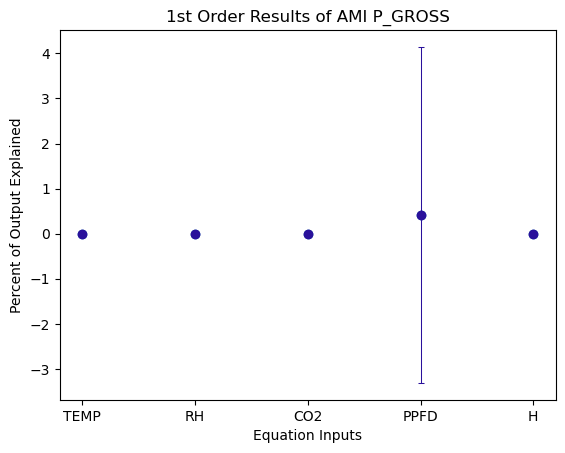 1st Order Results of AMI P_GROSS
Percent of Output Explained
4
3
2
1
0
−1
−2
−3
TEMP RH CO2 PPFD H
Equation Inputs